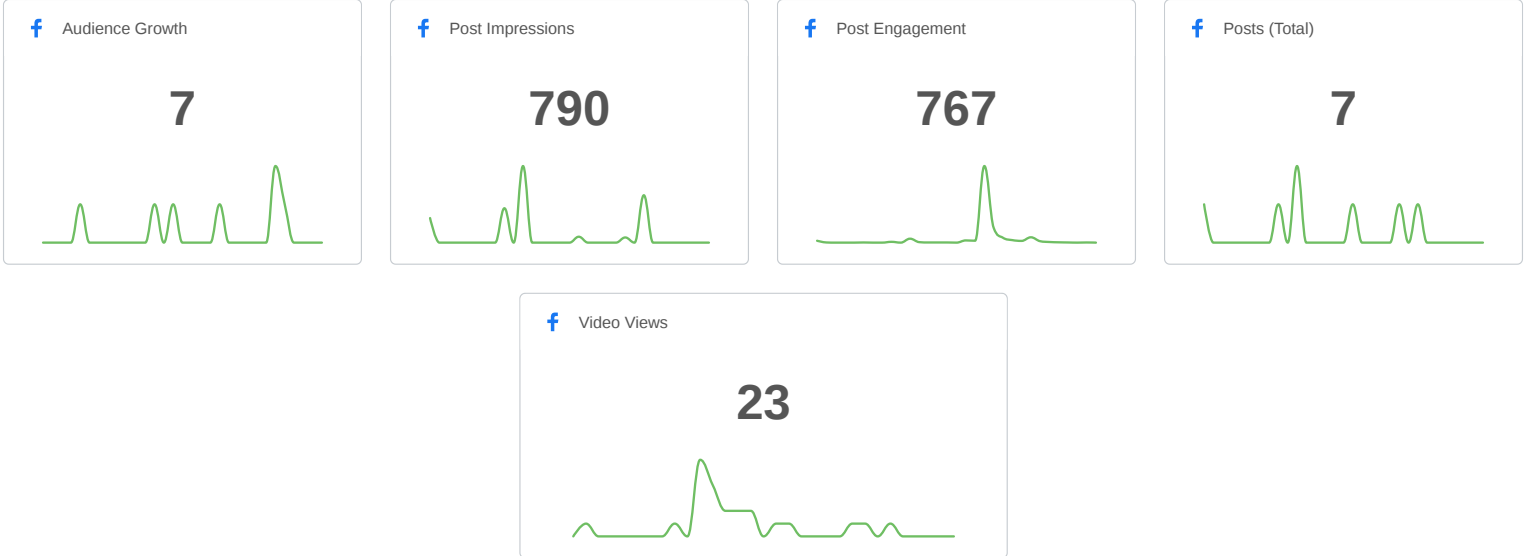 Audience Growth
7
Post Impressions
790
Post Engagement
767
Posts (Total)
7
Video Views
23